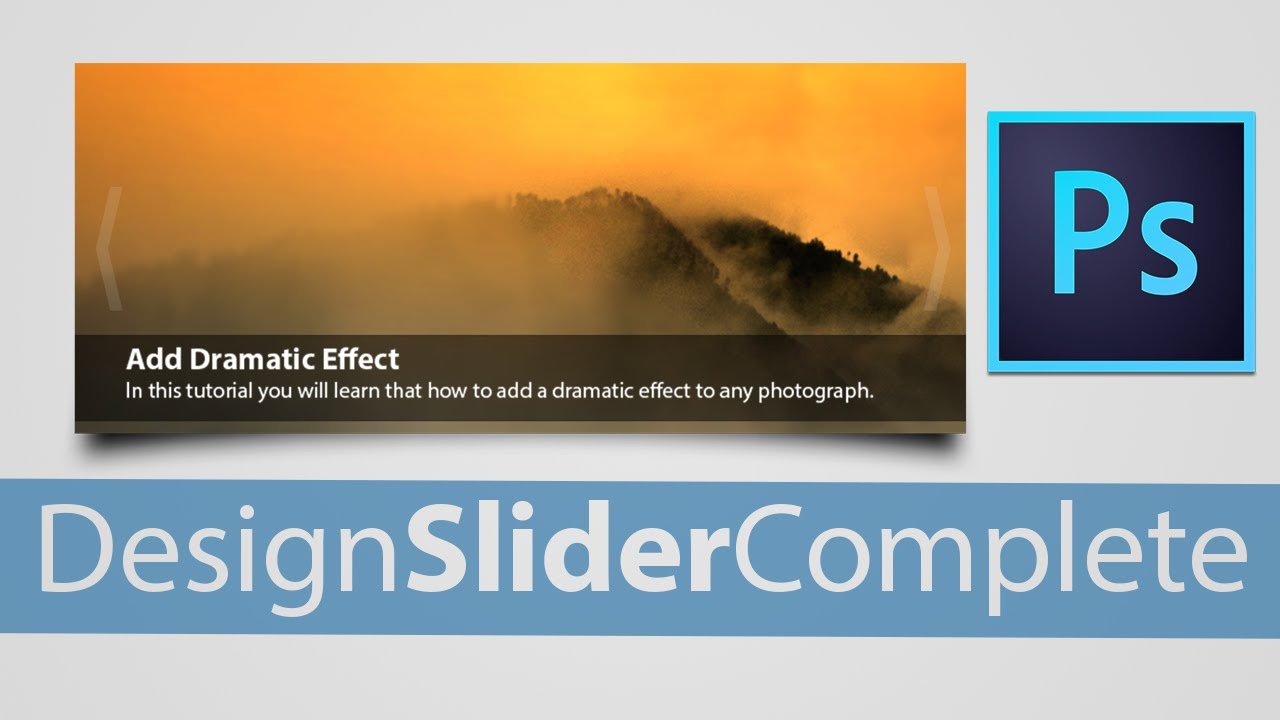 Add Dramatic Effect
In this tutorial you will learn that how to add a dramatic effect to any photograph.
Ps
DesignSliderComplete